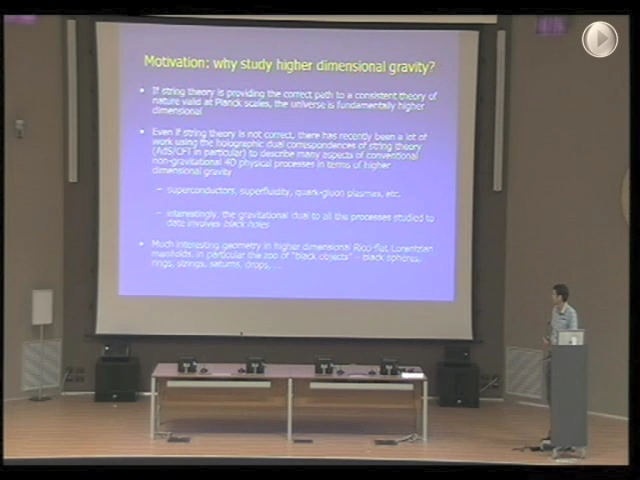 Motivation: why study higher dimensional gravity?
• If string theory is providing the correct path to a consistent theory of
nature valid at Planck scales, the universe is fundamentally higher
dimensional
• Even if string theory is not correct, there has recently been a lot of
work using the holographic dual correspondences of string theory
(AdS/CFT in particular) to describe many aspects of conventional
non-gravitational 4D physical processes in terms of higher
dimensional gravity
– superconductors, superfluidity, quark-gluon plasmas, etc.
– interestingly, the gravitational dual to all the processes studied to
date involves black holes
• Much interesting geometry in higher dimensional Ricci-flat Lorentzian
manifolds, in particular the zoo of "black objects" – black spheres,
rings, strings, saturns, drops, ...